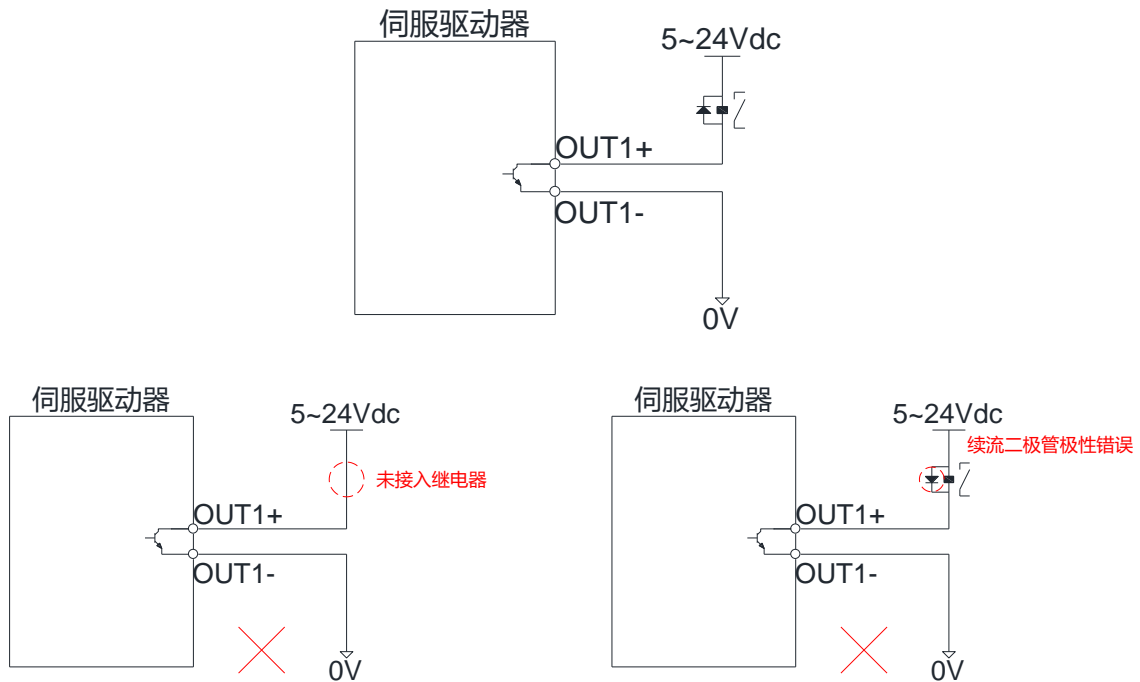 伺服驱动器
5~24Vdc
OUT1+
OUT1-
0V
伺服驱动器
5~24Vdc
未接入继电器
OUT1+
OUT1-
0V
伺服驱动器
5~24Vdc
续流二极管极性错误
OUT1+
OUT1-
0V